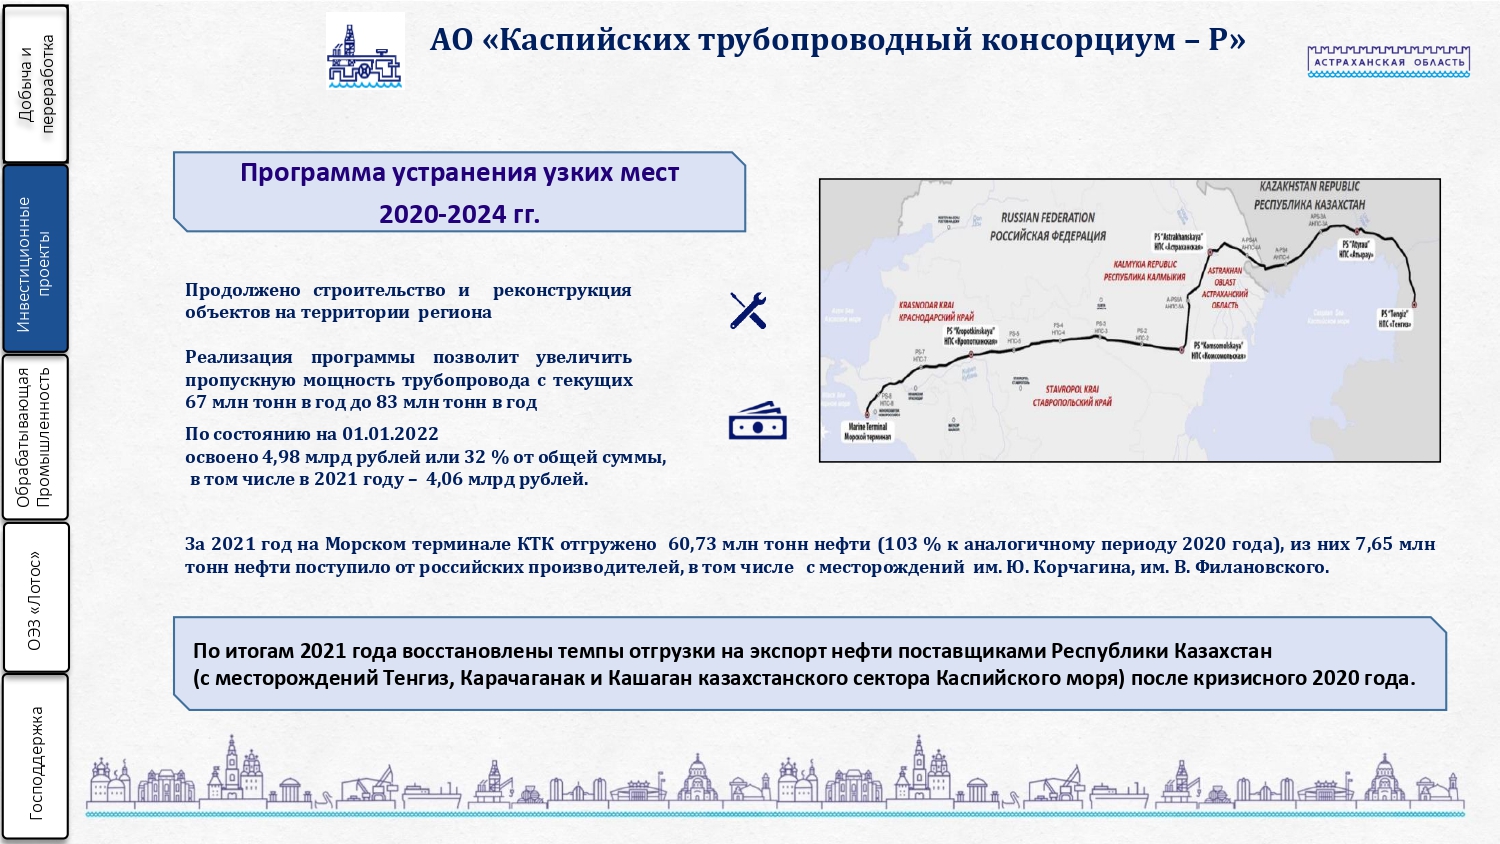 Добыча и
переработка
Инвестиционные
проекты
Обрабатывающая
Промышленность
ОЭЗ «Лотос»
Господдержка
АО «Каспийских трубопроводный консорциум – Р»
АСТРАХАНСКАЯ ОБЛАСТЬ
Программа устранения узких мест
2020-2024 гг.
Продолжено строительство и реконструкция
объектов на территории региона
Реализация программы позволит увеличить
пропускную мощность трубопровода с текущих
67 млн тонн в год до 83 млн тонн в год
По состоянию на 01.01.2022
освоено 4,98 млрд рублей или 32 % от общей суммы,
в том числе в 2021 году – 4,06 млрд рублей.
KAZAKHSTAN REPUBLIC
РЕСПУБЛИКА КАЗАХСТАН
RUSSIAN FEDERATION
РОССИЙСКАЯ ФЕДЕРАЦИЯ
PS "Astrakhanskaya"
НПС «Астраханская»
PS "Atyrau"
НПС «Атырау»
KALMYKIA REPUBLIC
РЕСПУБЛИКА КАЛМЫКИЯ
ASTRAKHAN
OBLAST
АСТРАХАНСКИЙ
ОБЛАСТЬ
KRASNODAR KRAI
КРАСНОДАРСКИЙ КРАЙ
PS "Tengiz"
НПС «Тенгиз»
PS "Kropotkinskaya"
НПС «Кропоткинская»
PS "Komsomolskaya"
НПС «Комсомольская»
STAVROPOL KRAI
СТАВРОПОЛЬСКИЙ КРАЙ
Marine Terminal
Морской терминал
За 2021 год на Морском терминале КТК отгружено 60,73 млн тонн нефти (103 % к аналогичному периоду 2020 года), из них 7,65 млн
тонн нефти поступило от российских производителей, в том числе с месторождений им. Ю. Корчагина, им. В. Филановского.
По итогам 2021 года восстановлены темпы отгрузки на экспорт нефти поставщиками Республики Казахстан
(с месторождений Тенгиз, Карачаганак и Кашаган казахстанского сектора Каспийского моря) после кризисного 2020 года.